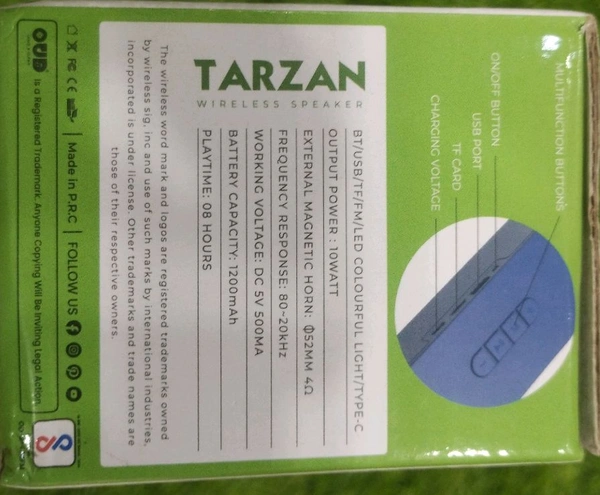 TARZAN
WIRELESS SPEAKER
MULTIFUNCTION BUTTONS
ON/OFF BUTTON
USB PORT
TF CARD
CHARGING VOLTAGE
BT/USB/TF/FM/LED COLOURFUL LIGHT/TYPE-C
OUTPUT POWER : 10WATT
EXTERNAL MAGNETIC HORN: Φ52MM 4Ω
FREQUENCY RESPONSE: 80~20kHz
WORKING VOLTAGE: DC 5V 500MA
BATTERY CAPACITY: 1200mAh
PLAYTIME: 08 HOURS
The wireless word mark and logos are registered trademarks owned
by wireless sig, inc and use of such marks by international industries,
incorporated is under license. Other trademarks and trade names are
those of their respective owners.
FC CE | Made in P.R.C | FOLLOW US
OUD is a Registered Trademark. Anyone Copying Will Be Inviting Legal Action